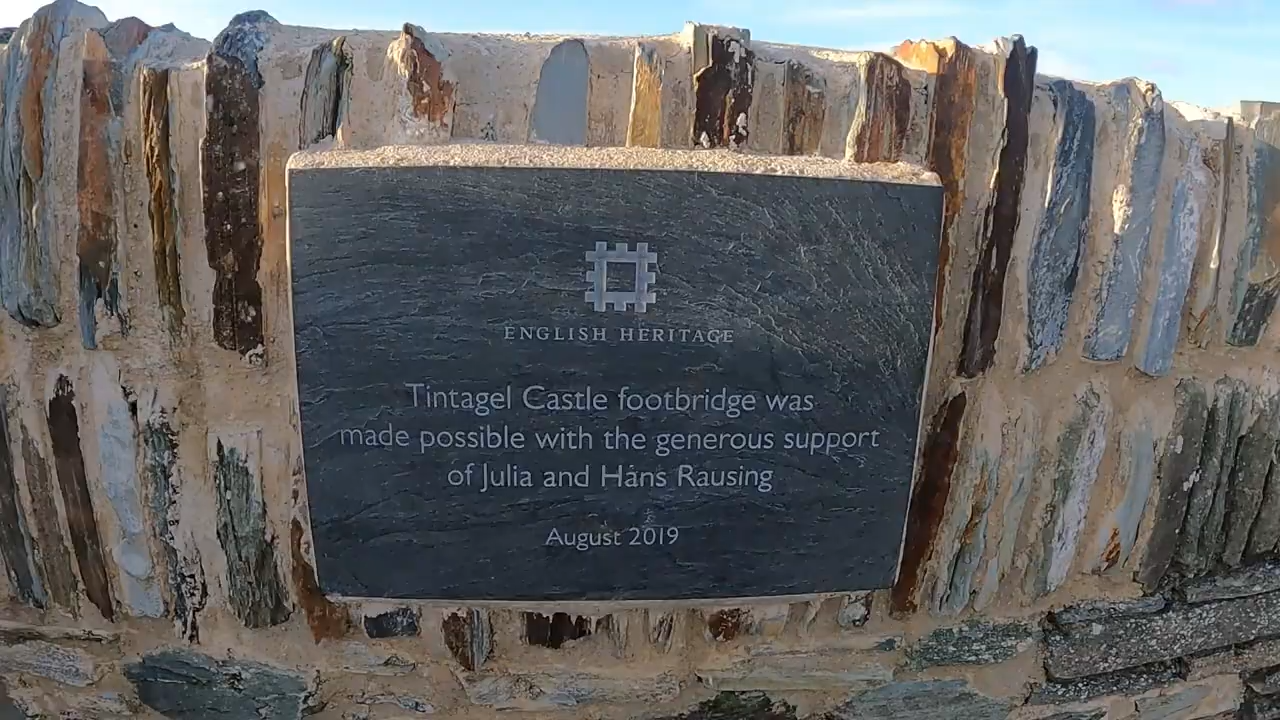 ENGLISH HERITAGE
Tintagel Castle footbridge was
made possible with the generous support
of Julia and Hans Rausing
August 2019